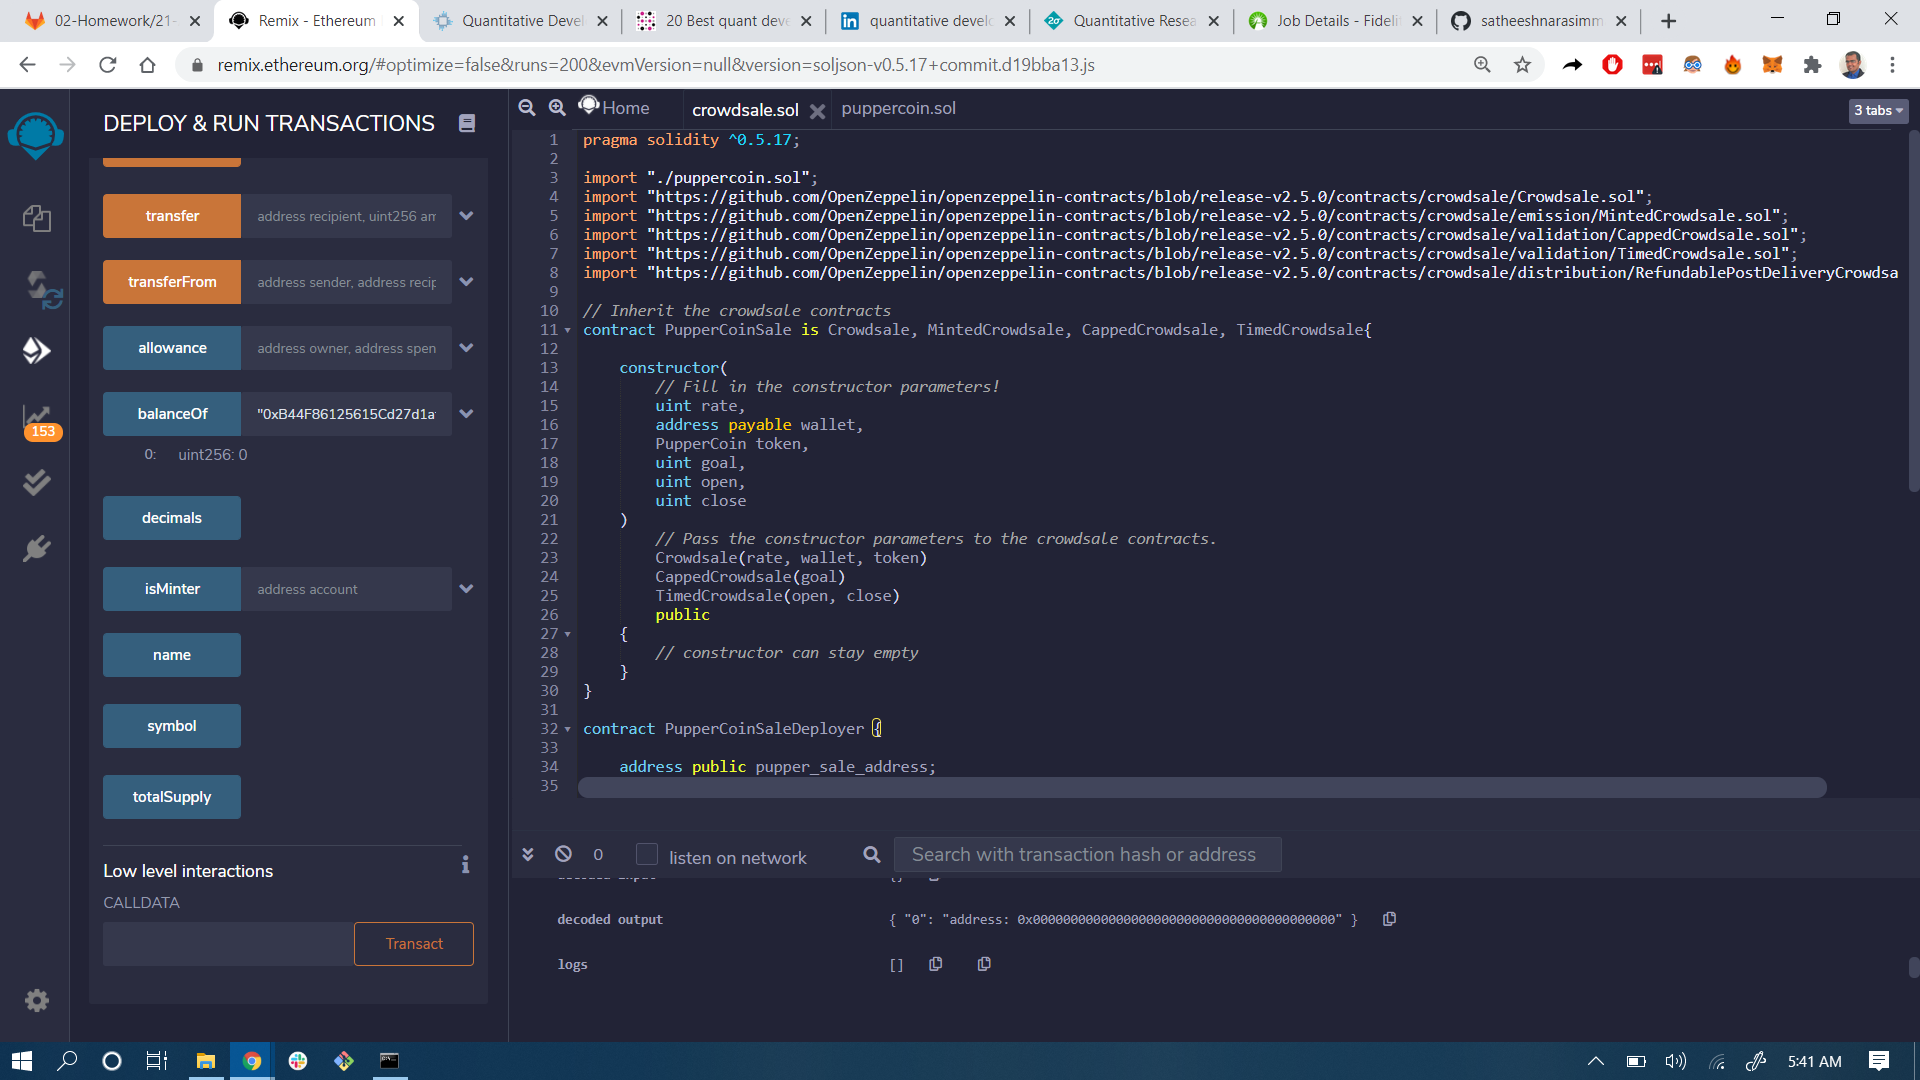 02-Homework/21-
Remix - Ethereum
Quantitative Devel
20 Best quant deve
quantitative develo
Quantitative Resea
Job Details - Fideli
satheeshnarasimm
remix.ethereum.org/#optimize=false&runs=200&evmVersion=null&version=soljson-v0.5.17+commit.d19bba13.js
DEPLOY & RUN TRANSACTIONS
transfer address recipient, uint256 am
transferFrom address sender, address recip
allowance address owner, address spen
balanceOf "0xB44F86125615Cd27d1a
0: uint256: 0
decimals
isMinter address account
name
symbol
totalSupply
Low level interactions
CALLDATA
Transact
153
Home
crowdsale.sol
puppercoin.sol
3 tabs
1 pragma solidity ^0.5.17;
2
3 import "./puppercoin.sol";
4 import "https://github.com/OpenZeppelin/openzeppelin-contracts/blob/release-v2.5.0/contracts/crowdsale/Crowdsale.sol";
5 import "https://github.com/OpenZeppelin/openzeppelin-contracts/blob/release-v2.5.0/contracts/crowdsale/emission/MintedCrowdsale.sol";
6 import "https://github.com/OpenZeppelin/openzeppelin-contracts/blob/release-v2.5.0/contracts/crowdsale/validation/CappedCrowdsale.sol";
7 import "https://github.com/OpenZeppelin/openzeppelin-contracts/blob/release-v2.5.0/contracts/crowdsale/validation/TimedCrowdsale.sol";
8 import "https://github.com/OpenZeppelin/openzeppelin-contracts/blob/release-v2.5.0/contracts/crowdsale/distribution/RefundablePostDeliveryCrowdsa
9
10 // Inherit the crowdsale contracts
11 contract PupperCoinSale is Crowdsale, MintedCrowdsale, CappedCrowdsale, TimedCrowdsale{
12
13 constructor(
14 // Fill in the constructor parameters!
15 uint rate,
16 address payable wallet,
17 PupperCoin token,
18 uint goal,
19 uint open,
20 uint close
21 )
22 // Pass the constructor parameters to the crowdsale contracts.
23 Crowdsale(rate, wallet, token)
24 CappedCrowdsale(goal)
25 TimedCrowdsale(open, close)
26 public
27 {
28 // constructor can stay empty
29 }
30 }
31
32 contract PupperCoinSaleDeployer {
33
34 address public pupper_sale_address;
35
0
listen on network
Search with transaction hash or address
decoded output { "0": "address: 0x0000000000000000000000000000000000000000" }
logs []
5:41 AM